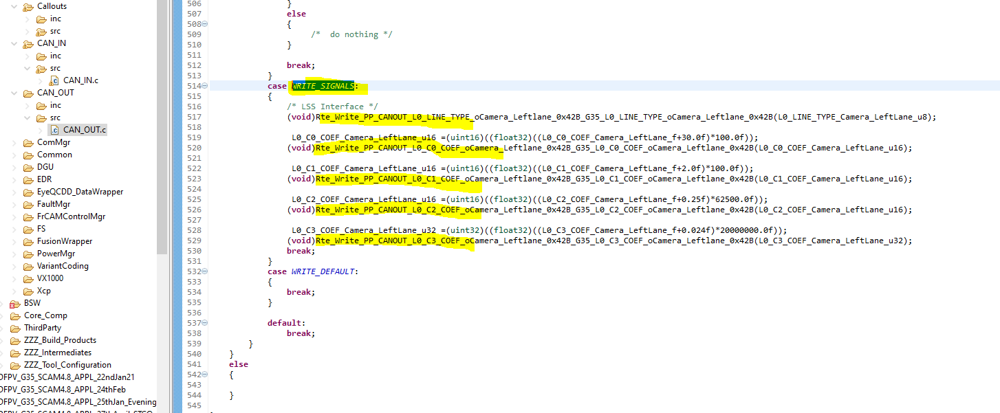 Callouts
inc
src
CAN_IN
inc
src
CAN_IN.c
CAN_OUT
inc
src
CAN_OUT.c
ComMgr
Common
DGU
EDR
EyeQCDD_DataWrapper
FaultMgr
FrCAMControlMgr
FS
FusionWrapper
PowerMgr
VariantCoding
VX1000
Xcp
BSW
Core_Comp
ThirdParty
ZZZ_Build_Products
ZZZ_Intermediates
ZZZ_Tool_Configuration
DFPV_G35_SCAM4.8_APPL_22ndJan21
DFPV_G35_SCAM4.8_APPL_24thFeb
DFPV_G35_SCAM4.8_APPL_25thJan_Evening
506 }
507 else
508 {
509 /* do nothing */
510 }
511
512 break;
513 }
514 case WRITE_SIGNALS:
515 {
516 /* LSS Interface */
517 (void)Rte_Write_PP_CANOUT_L0_LINE_TYPE_oCamera_Leftlane_0x42B_G35_L0_LINE_TYPE_oCamera_Leftlane_0x42B(L0_LINE_TYPE_Camera_LeftLane_u8);
518
519 L0_C0_COEF_Camera_LeftLane_u16 =(uint16)((float32)((L0_C0_COEF_Camera_LeftLane_f+30.0f)*100.0f));
520 (void)Rte_Write_PP_CANOUT_L0_C0_COEF_oCamera_Leftlane_0x42B_G35_L0_C0_COEF_oCamera_Leftlane_0x42B(L0_C0_COEF_Camera_LeftLane_u16);
521
522 L0_C1_COEF_Camera_LeftLane_u16 =(uint16)((float32)((L0_C1_COEF_Camera_LeftLane_f+2.0f)*100.0f));
523 (void)Rte_Write_PP_CANOUT_L0_C1_COEF_oCamera_Leftlane_0x42B_G35_L0_C1_COEF_oCamera_Leftlane_0x42B(L0_C1_COEF_Camera_LeftLane_u16);
524
525 L0_C2_COEF_Camera_LeftLane_u16 =(uint16)((float32)((L0_C2_COEF_Camera_LeftLane_f+0.25f)*62500.0f));
526 (void)Rte_Write_PP_CANOUT_L0_C2_COEF_oCamera_Leftlane_0x42B_G35_L0_C2_COEF_oCamera_Leftlane_0x42B(L0_C2_COEF_Camera_LeftLane_u16);
527
528 L0_C3_COEF_Camera_LeftLane_u32 =(uint32)((float32)((L0_C3_COEF_Camera_LeftLane_f+0.024f)*20000000.0f));
529 (void)Rte_Write_PP_CANOUT_L0_C3_COEF_oCamera_Leftlane_0x42B_G35_L0_C3_COEF_oCamera_Leftlane_0x42B(L0_C3_COEF_Camera_LeftLane_u32);
530 break;
531 }
532 case WRITE_DEFAULT:
533 {
534 break;
535 }
536
537 default:
538 break;
539 }
540 }
541 else
542 {
543
544 }
545